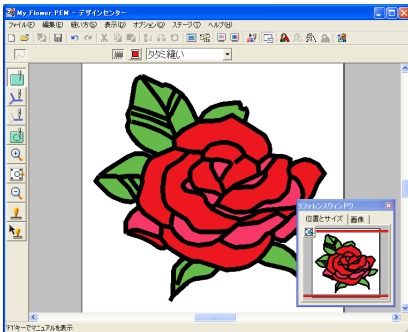 My Flower.PEM - デザインセンター
ファイル(F) 編集(E) 縫い方(S) 表示(D) オプション(O) ステージ(T) ヘルプ(H)
タタミ縫い
リファレンスウィンドウ
位置とサイズ 画像
'F1'キーでマニュアルを表示